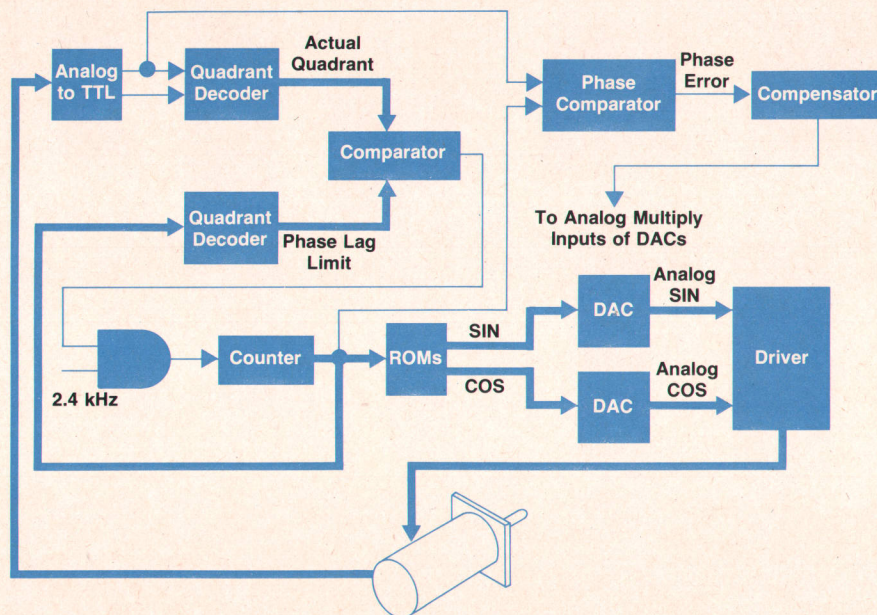 Analog
to TTL
Quadrant
Decoder
Actual
Quadrant
Phase
Comparator
Phase
Error
Compensator
Comparator
Quadrant
Decoder
Phase Lag
Limit
To Analog Multiply
Inputs of DACs
2.4 kHz
Counter
ROMs
SIN
COS
DAC
DAC
Analog
SIN
Analog
COS
Driver